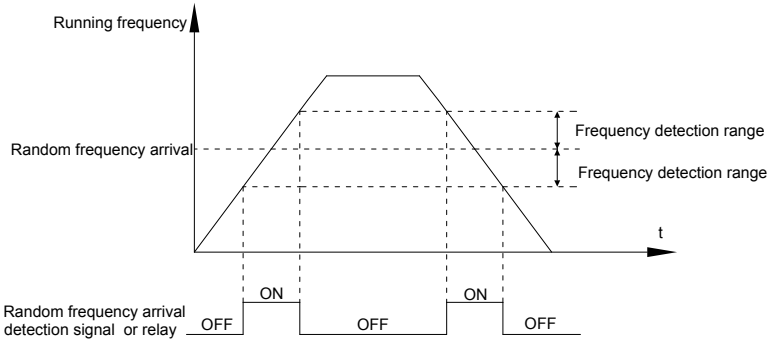 Running frequency
Frequency detection range
Random frequency arrival
Frequency detection range
t
ON
ON
Random frequency arrival
detection signal or relay
OFF
OFF
OFF